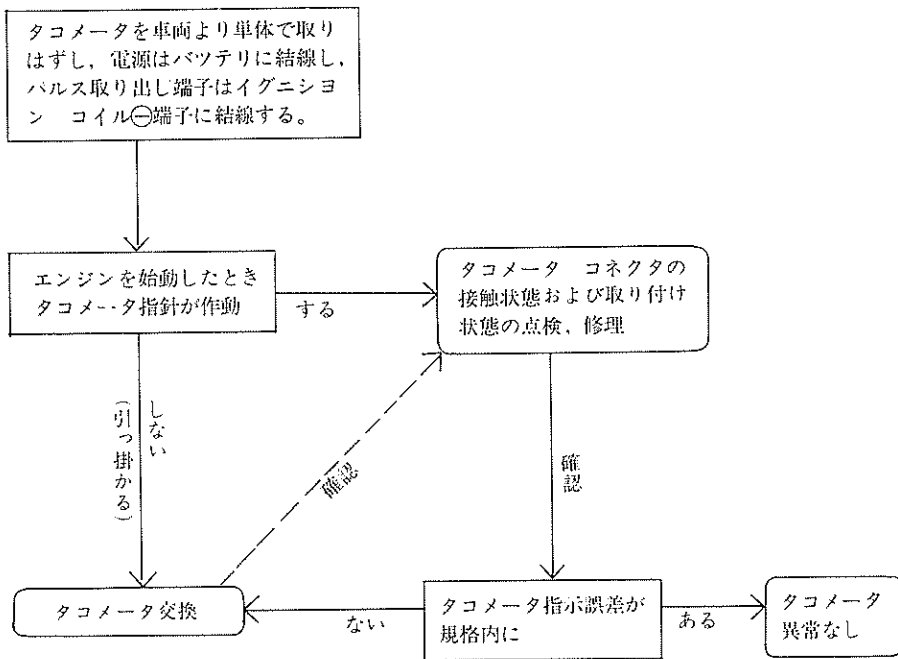 タコメータを車両より単体で取り
はずし，電源はバツテリに結線し，
パルス取り出し端子はイグニシヨ
ン　コイル㊀端子に結線する。
エンジンを始動したとき
タコメータ指針が作動
する
タコメータ　コネクタの
接触状態および取り付け
状態の点検，修理
しない
（引っ掛かる）
確認
確認
タコメータ交換
ない
タコメータ指示誤差が
規格内に
ある
タコメータ
異常なし